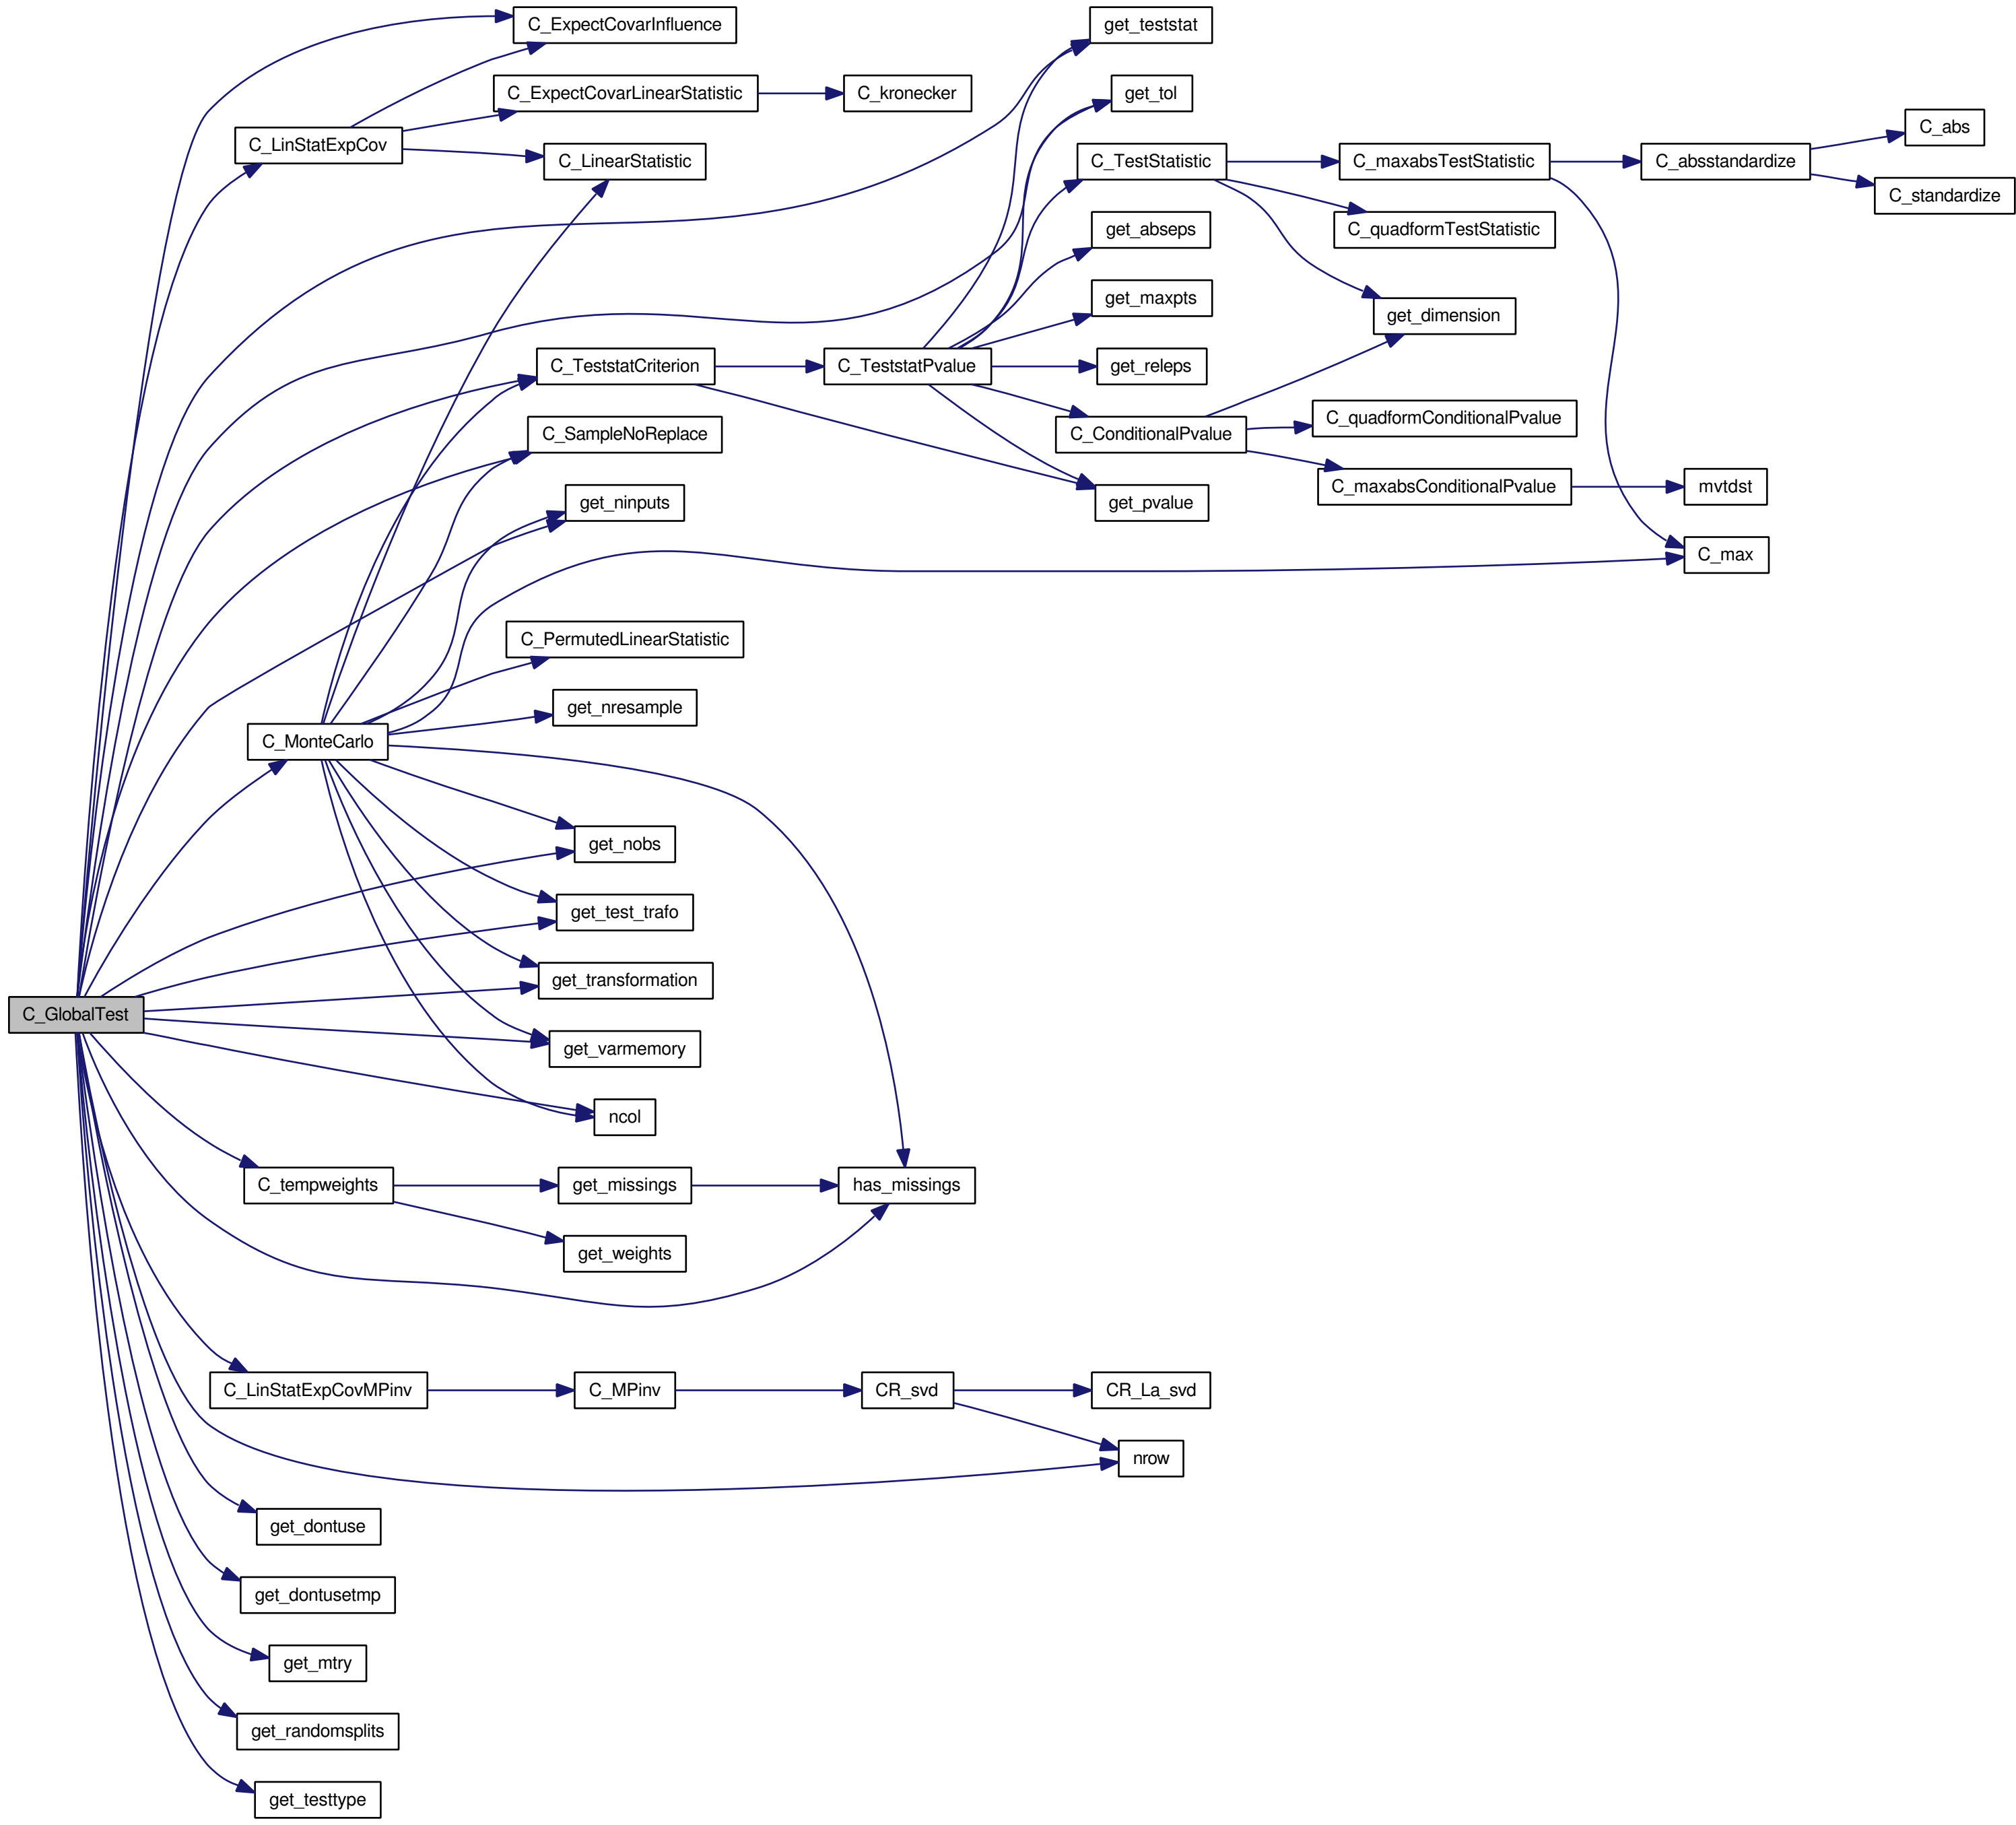 C_ExpectCovarInfluence
get_teststat
C_ExpectCovarLinearStatistic
C_kronecker
get_tol
C_abs
C_LinStatExpCov
C_LinearStatistic
C_TestStatistic
C_maxabsTestStatistic
C_absstandardize
C_standardize
get_abseps
C_quadformTestStatistic
get_maxpts
get_dimension
C_TeststatCriterion
C_TeststatPvalue
get_releps
C_SampleNoReplace
C_ConditionalPvalue
C_quadformConditionalPvalue
get_ninputs
get_pvalue
C_maxabsConditionalPvalue
mvtdst
C_max
C_PermutedLinearStatistic
get_nresample
C_MonteCarlo
get_nobs
get_test_trafo
get_transformation
C_GlobalTest
get_varmemory
ncol
C_tempweights
get_missings
has_missings
get_weights
C_LinStatExpCovMPinv
C_MPinv
CR_svd
CR_La_svd
nrow
get_dontuse
get_dontusetmp
get_mtry
get_randomsplits
get_testtype